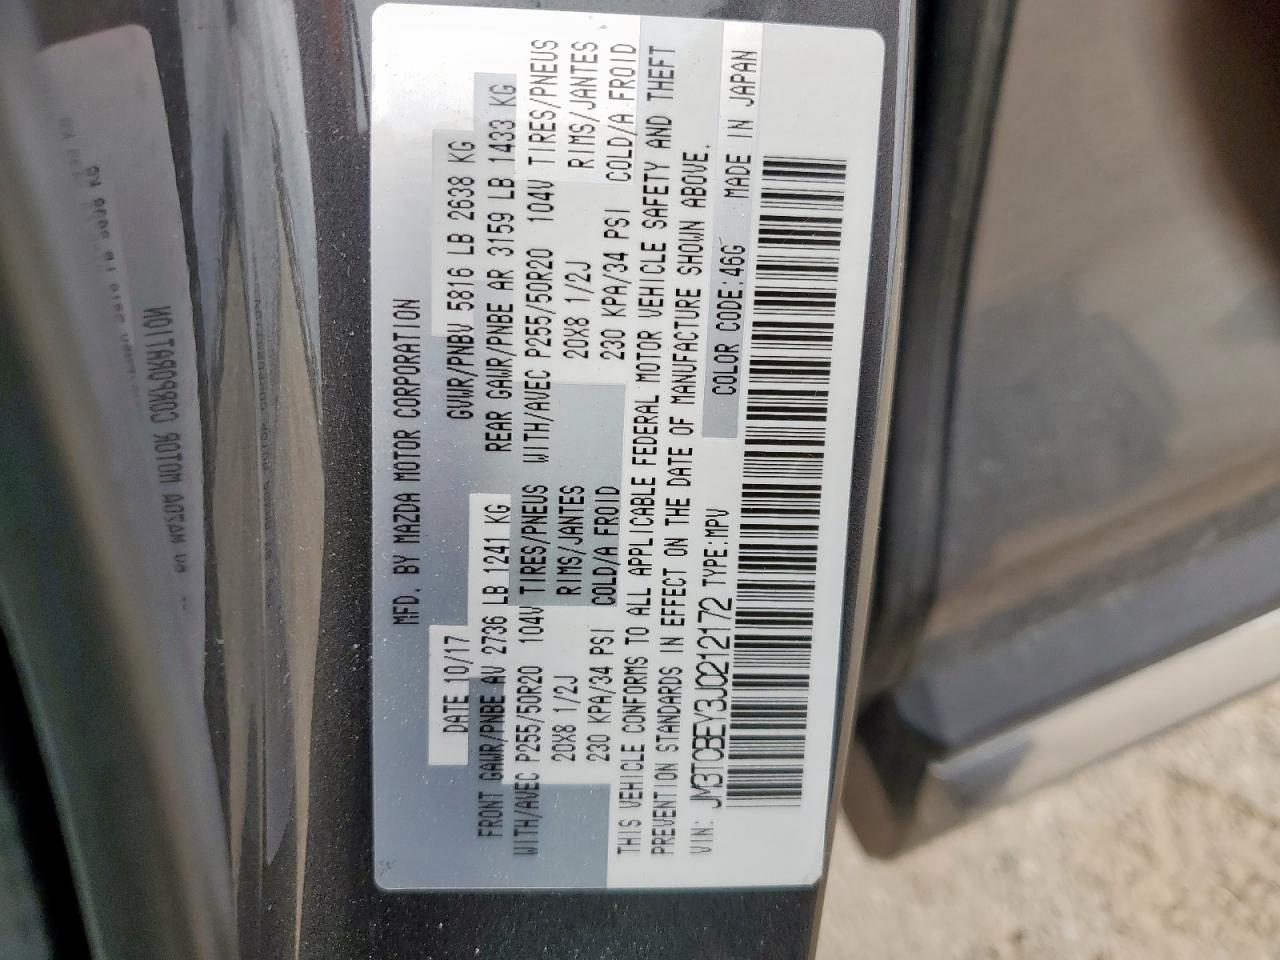 MFD. BY MAZDA MOTOR CORPORATION
DATE 10/17 GVWR/PNBV 5816 LB 2638 KG
FRONT GAWR/PNBE AV 2736 LB 1241 KG REAR GAWR/PNBE AR 3159 LB 1433 KG
WITH/AVEC P255/50R20 104V TIRES/PNEUS WITH/AVEC P255/50R20 104V TIRES/PNEUS
20X8 1/2J RIMS/JANTES 20X8 1/2J RIMS/JANTES
230 KPA/34 PSI COLD/A FROID 230 KPA/34 PSI COLD/A FROID
THIS VEHICLE CONFORMS TO ALL APPLICABLE FEDERAL MOTOR VEHICLE SAFETY AND THEFT
PREVENTION STANDARDS IN EFFECT ON THE DATE OF MANUFACTURE SHOWN ABOVE.
VIN: JM3TCBEY3J0212172 TYPE:MPV COLOR CODE:46G MADE IN JAPAN
MAZDA MOTOR CORPORATION